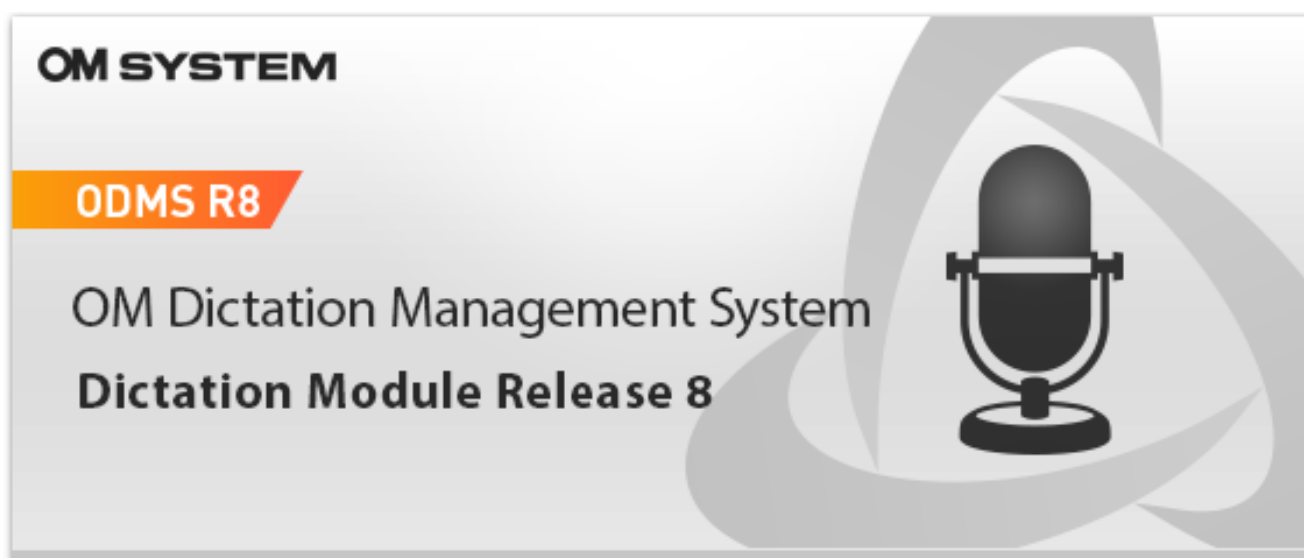 OM SYSTEM
ODMS R8
OM Dictation Management System
Dictation Module Release 8